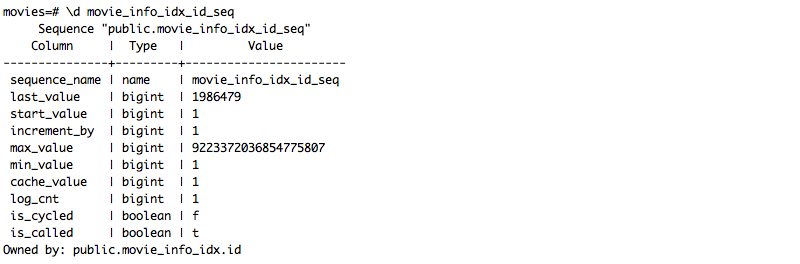 movies=# \d movie_info_idx_id_seq
     Sequence "public.movie_info_idx_id_seq"
    Column     |  Type   |         Value
---------------+---------+-----------------------
 sequence_name | name    | movie_info_idx_id_seq
 last_value    | bigint  | 1986479
 start_value   | bigint  | 1
 increment_by  | bigint  | 1
 max_value     | bigint  | 9223372036854775807
 min_value     | bigint  | 1
 cache_value   | bigint  | 1
 log_cnt       | bigint  | 1
 is_cycled     | boolean | f
 is_called     | boolean | t
Owned by: public.movie_info_idx.id